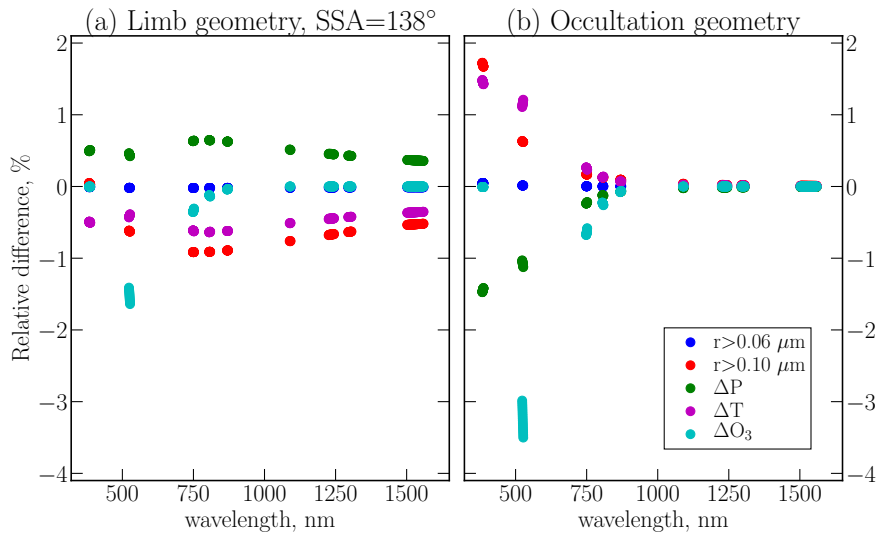 (a) Limb geometry, SSA=138°
(b) Occultation geometry
Relative difference, %
2
1
0
−1
−2
−3
−4
500
750
1000
1250
1500
wavelength, nm
500
750
1000
1250
1500
wavelength, nm
2
1
0
−1
−2
−3
−4
r>0.06 μm
r>0.10 μm
ΔP
ΔT
ΔO₃